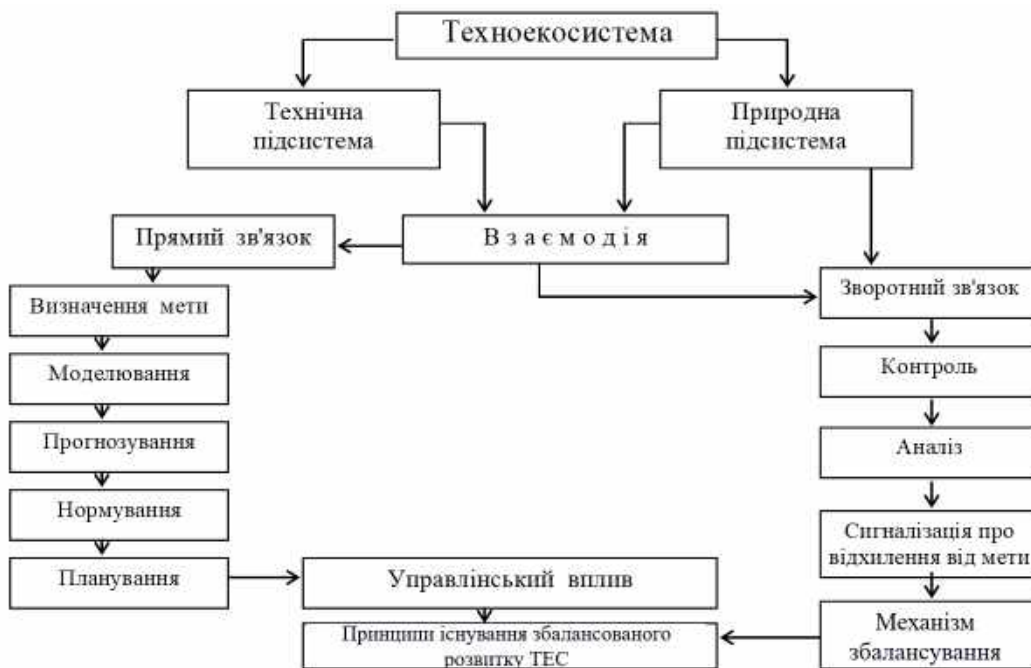 Техноекосистема
Технічна
підсистема
Природна
підсистема
Прямий зв'язок
Взаємодія
Зворотний зв'язок
Визначення мети
Моделювання
Прогнозування
Нормування
Планування
Контроль
Аналіз
Сигналізація про
відхилення від мети
Механізм
збалансування
Управлінський вплив
Принципи існування збалансованого
розвитку ТЕС